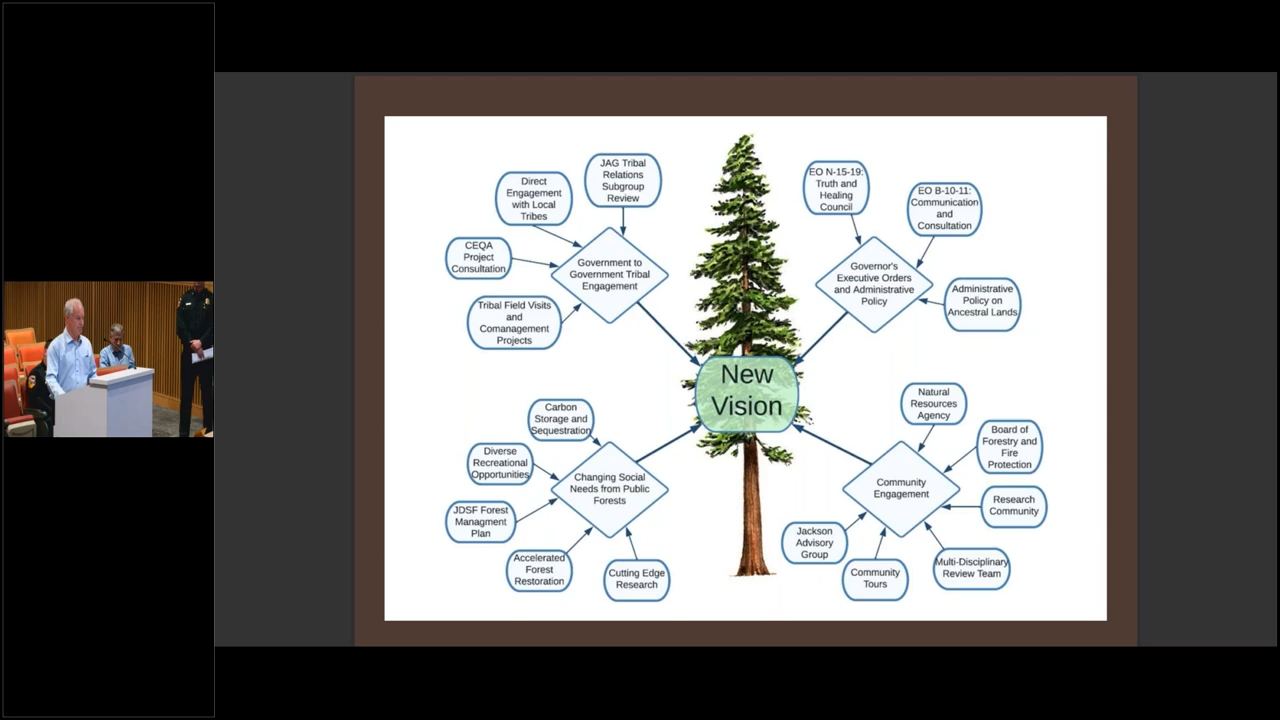 JAG Tribal
Relations
Subgroup
Review
Direct
Engagement
with Local
Tribes
CEQA
Project
Consultation
Tribal Field Visits
and
Comanagement
Projects
Government to
Government Tribal
Engagement
EO N-15-19:
Truth and
Healing
Council
EO B-10-11:
Communication
and
Consultation
Administrative
Policy on
Ancestral Lands
Governor's
Executive Orders
and Administrative
Policy
New
Vision
Carbon
Storage and
Sequestration
Diverse
Recreational
Opportunities
JDSF Forest
Managment
Plan
Accelerated
Forest
Restoration
Cutting Edge
Research
Changing Social
Needs from Public
Forests
Natural
Resources
Agency
Board of
Forestry and
Fire
Protection
Research
Community
Multi-Disciplinary
Review Team
Community
Tours
Jackson
Advisory
Group
Community
Engagement